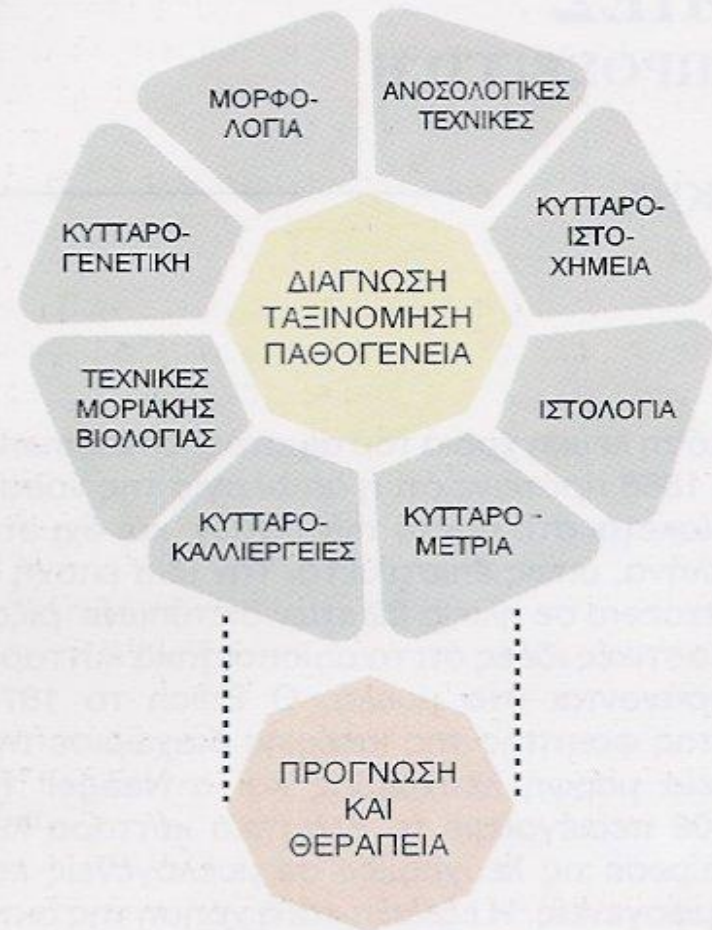 ΜΟΡΦΟ-
ΛΟΓΙΑ
ΑΝΟΣΟΛΟΓΙΚΕΣ
ΤΕΧΝΙΚΕΣ
ΚΥΤΤΑΡΟ-
ΙΣΤΟ-
ΧΗΜΕΙΑ
ΙΣΤΟΛΟΓΙΑ
ΚΥΤΤΑΡΟ -
ΜΕΤΡΙΑ
ΚΥΤΤΑΡΟ-
ΚΑΛΛΙΕΡΓΕΙΕΣ
ΤΕΧΝΙΚΕΣ
ΜΟΡΙΑΚΗΣ
ΒΙΟΛΟΓΙΑΣ
ΚΥΤΤΑΡΟ-
ΓΕΝΕΤΙΚΗ
ΔΙΑΓΝΩΣΗ
ΤΑΞΙΝΟΜΗΣΗ
ΠΑΘΟΓΕΝΕΙΑ
ΠΡΟΓΝΩΣΗ
ΚΑΙ
ΘΕΡΑΠΕΙΑ